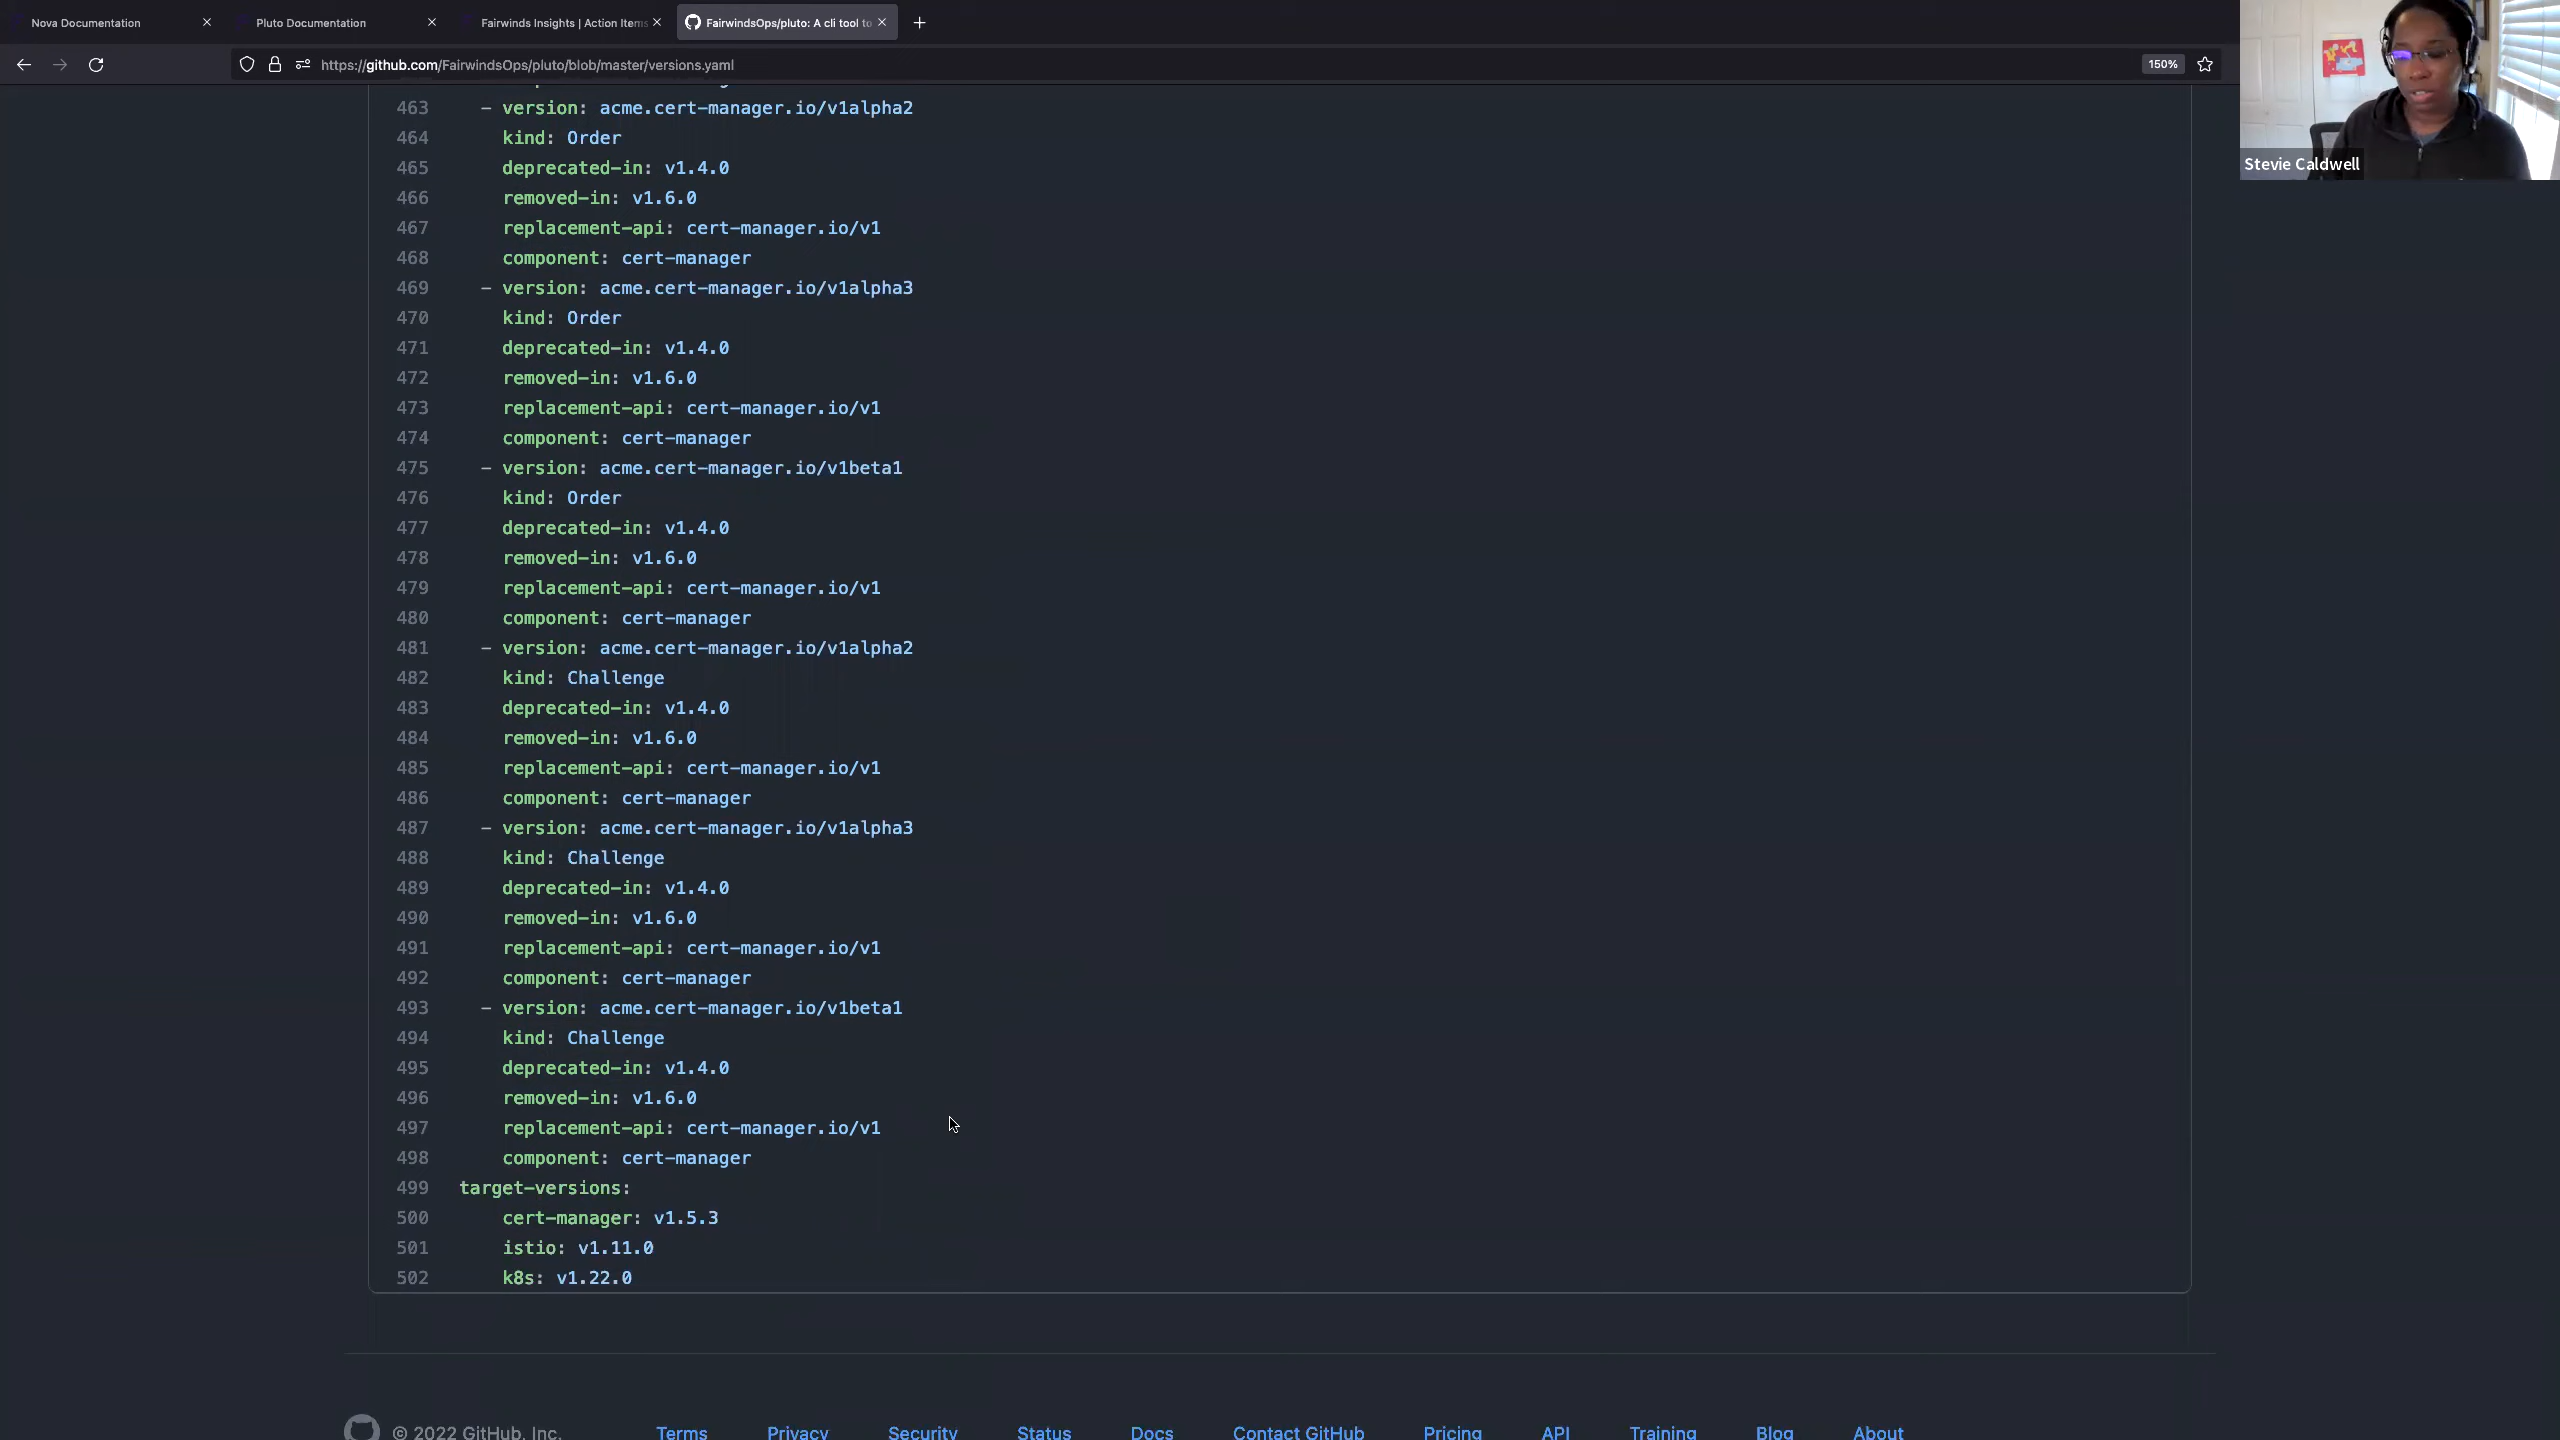 Nova Documentation
Pluto Documentation
Fairwinds Insights | Action Items
FairwindsOps/pluto: A cli tool to
https://github.com/FairwindsOps/pluto/blob/master/versions.yaml
150%
Stevie Caldwell
463 - version: acme.cert-manager.io/v1alpha2
464 kind: Order
465 deprecated-in: v1.4.0
466 removed-in: v1.6.0
467 replacement-api: cert-manager.io/v1
468 component: cert-manager
469 - version: acme.cert-manager.io/v1alpha3
470 kind: Order
471 deprecated-in: v1.4.0
472 removed-in: v1.6.0
473 replacement-api: cert-manager.io/v1
474 component: cert-manager
475 - version: acme.cert-manager.io/v1beta1
476 kind: Order
477 deprecated-in: v1.4.0
478 removed-in: v1.6.0
479 replacement-api: cert-manager.io/v1
480 component: cert-manager
481 - version: acme.cert-manager.io/v1alpha2
482 kind: Challenge
483 deprecated-in: v1.4.0
484 removed-in: v1.6.0
485 replacement-api: cert-manager.io/v1
486 component: cert-manager
487 - version: acme.cert-manager.io/v1alpha3
488 kind: Challenge
489 deprecated-in: v1.4.0
490 removed-in: v1.6.0
491 replacement-api: cert-manager.io/v1
492 component: cert-manager
493 - version: acme.cert-manager.io/v1beta1
494 kind: Challenge
495 deprecated-in: v1.4.0
496 removed-in: v1.6.0
497 replacement-api: cert-manager.io/v1
498 component: cert-manager
499 target-versions:
500 cert-manager: v1.5.3
501 istio: v1.11.0
502 k8s: v1.22.0
© 2022 GitHub, Inc. Terms Privacy Security Status Docs Contact GitHub Pricing API Training Blog About